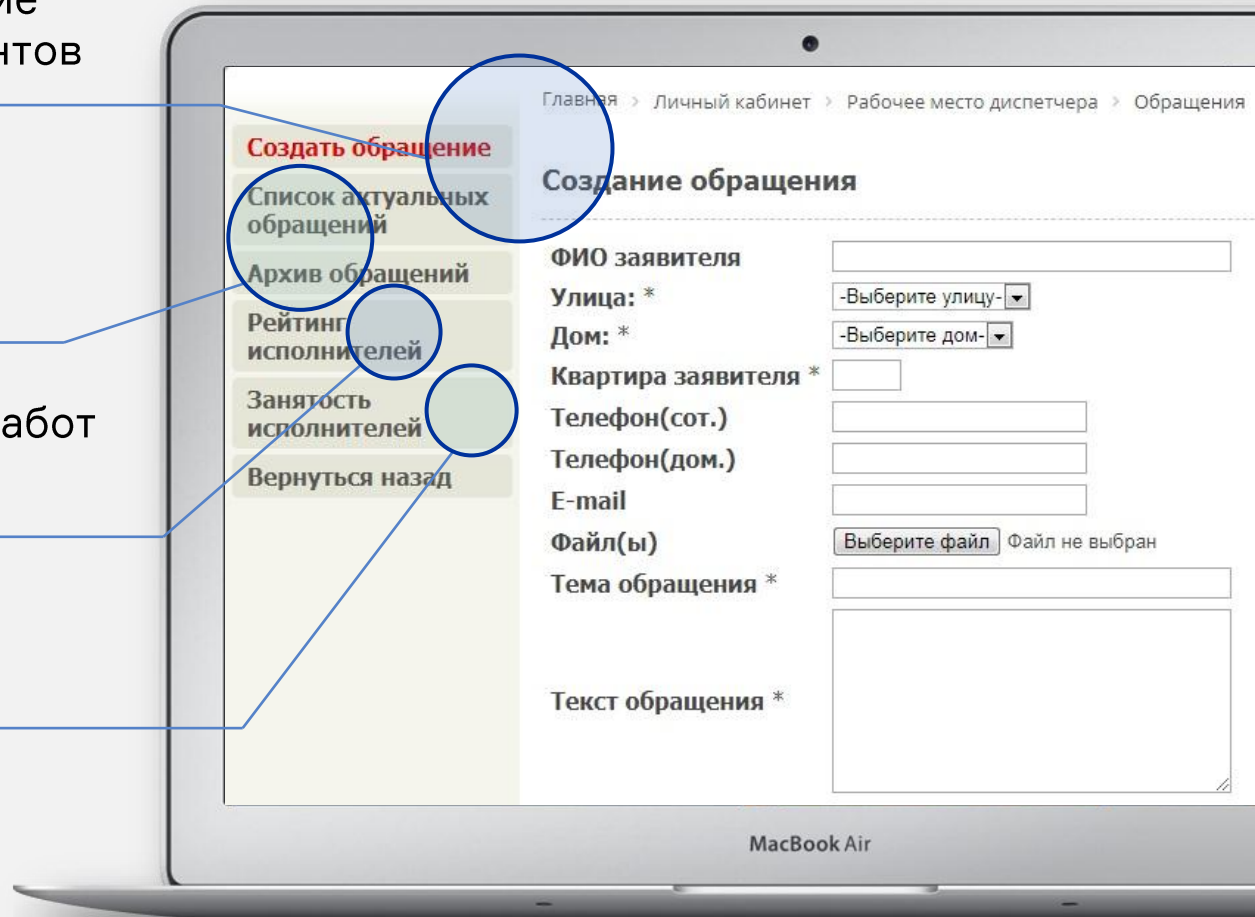 нтов
абот
Главная > Личный кабинет > Рабочее место диспетчера > Обращения
Создать обращение
Список актуальных
обращений
Архив обращений
Рейтинг
исполнителей
Занятость
исполнителей
Вернуться назад
Создание обращения
ФИО заявителя
Улица: * -Выберите улицу-
Дом: * -Выберите дом-
Квартира заявителя *
Телефон(сот.)
Телефон(дом.)
E-mail
Файл(ы) Выберите файл Файл не выбран
Тема обращения *
Текст обращения *
MacBook Air